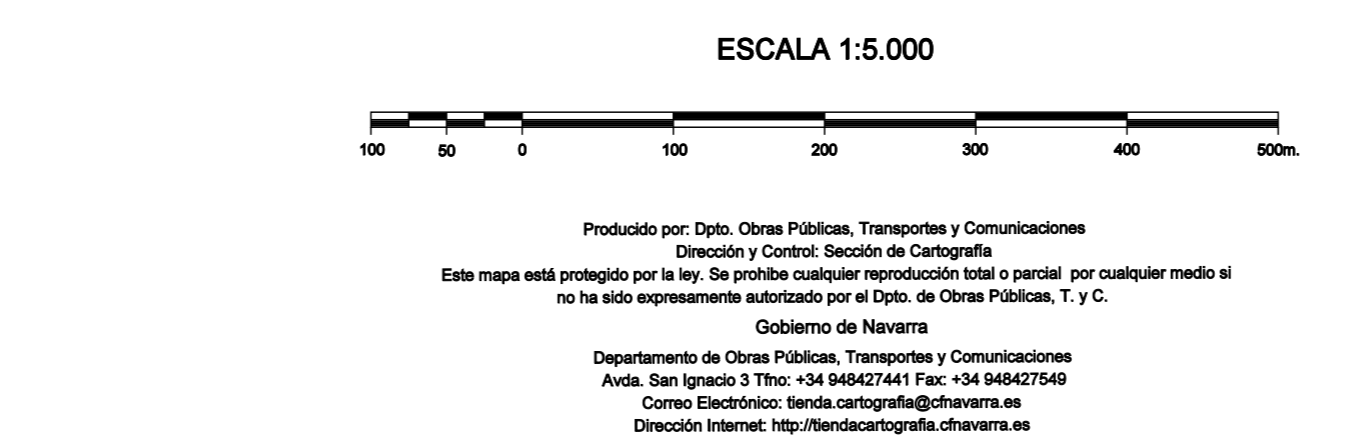 ESCALA 1:5.000
100 50 0 100 200 300 400 500m.
Producido por: Dpto. Obras Públicas, Transportes y Comunicaciones
Dirección y Control: Sección de Cartografía
Este mapa está protegido por la ley. Se prohibe cualquier reproducción total o parcial por cualquier medio si
no ha sido expresamente autorizado por el Dpto. de Obras Públicas, T. y C.
Gobierno de Navarra
Departamento de Obras Públicas, Transportes y Comunicaciones
Avda. San Ignacio 3 Tfno: +34 948427441 Fax: +34 948427549
Correo Electrónico: tienda.cartografia@cfnavarra.es
Dirección Internet: http://tiendacartografia.cfnavarra.es